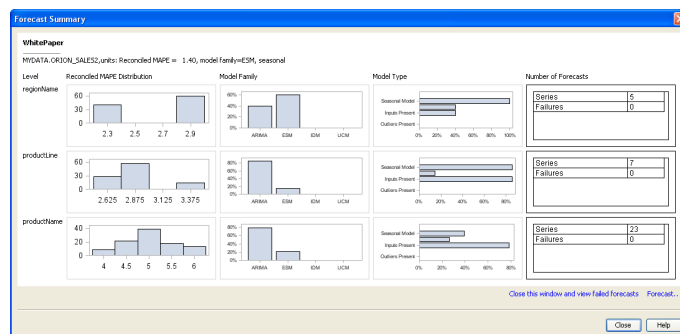 Forecast Summary
WhitePaper
MYDATA.ORION_SALES2,units: Reconciled MAPE = 1.40, model family=ESM, seasonal
Level Reconciled MAPE Distribution Model Family Model Type Number of Forecasts
regionName
60
30
0
2.3 2.5 2.7 2.9
60%
40%
20%
0%
ARIMA ESM IDM UCM
Seasonal Model
Inputs Present
Outliers Present
0% 20% 40% 60% 80% 100%
Series 5
Failures 0
productLine
60
30
0
2.625 2.875 3.125 3.375
80%
60%
40%
20%
0%
ARIMA ESM IDM UCM
Seasonal Model
Inputs Present
Outliers Present
0% 20% 40% 60% 80%
Series 7
Failures 0
productName
40
20
0
4 4.5 5 5.5 6
80%
60%
40%
20%
0%
ARIMA ESM IDM UCM
Seasonal Model
Inputs Present
Outliers Present
0% 20% 40% 60% 80%
Series 23
Failures 0
Close this window and view failed forecasts Forecast...
Close Help